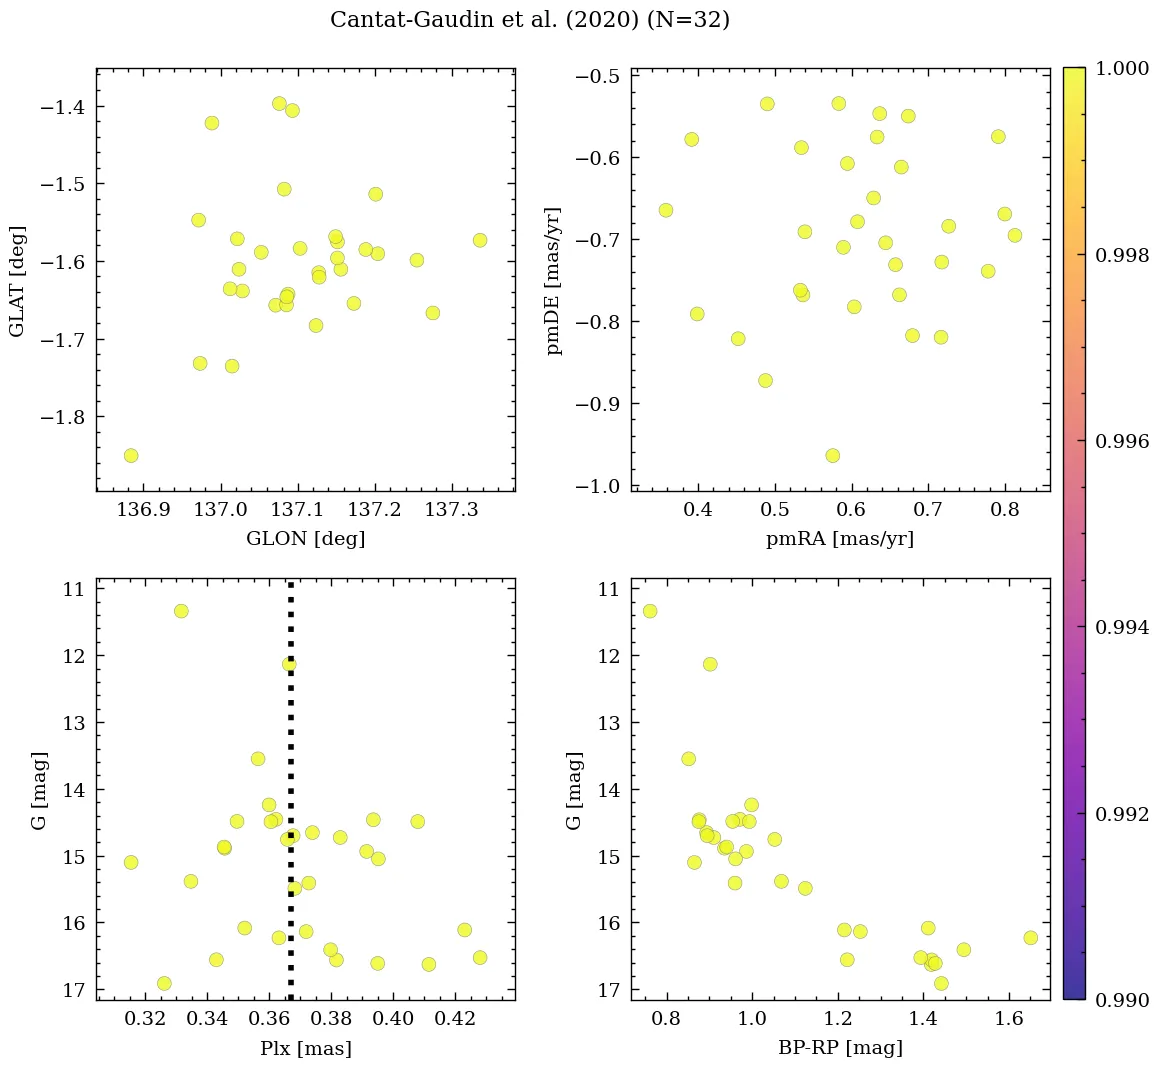 Cantat-Gaudin et al. (2020) (N=32)
−1.4
−1.5
−1.6
−1.7
−1.8
GLAT [deg]
136.9 137.0 137.1 137.2 137.3
GLON [deg]
−0.5
−0.6
−0.7
−0.8
−0.9
−1.0
pmDE [mas/yr]
0.4 0.5 0.6 0.7 0.8
pmRA [mas/yr]
1.000
0.998
0.996
0.994
0.992
0.990
11
12
13
14
15
16
17
G [mag]
0.32 0.34 0.36 0.38 0.40 0.42
Plx [mas]
11
12
13
14
15
16
17
G [mag]
0.8 1.0 1.2 1.4 1.6
BP-RP [mag]